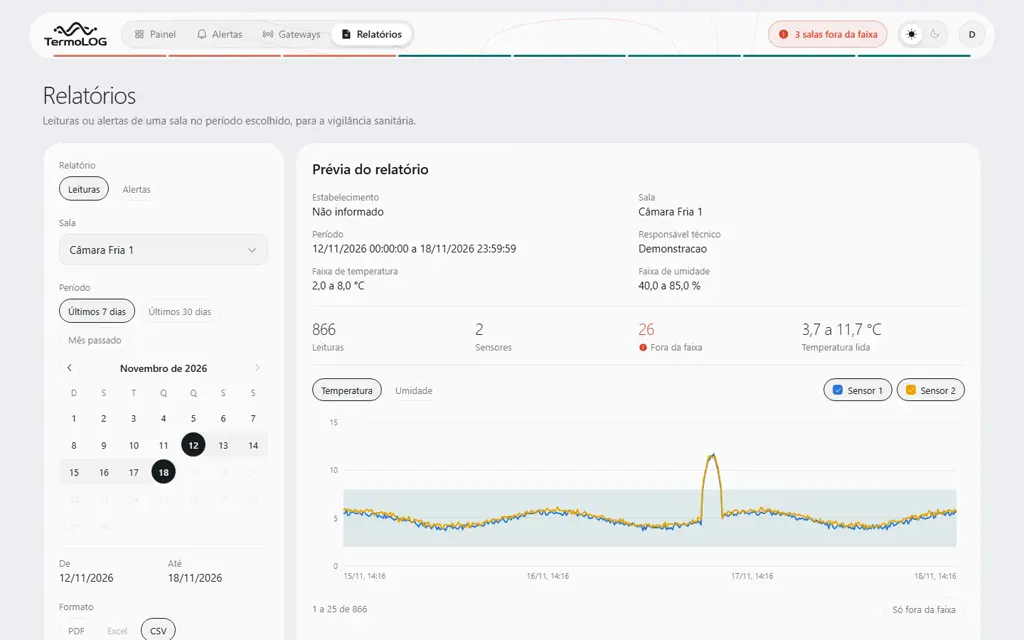 TermoLOG
Painel
Alertas
Gateways
Relatórios
3 salas fora da faixa
D
Relatórios
Leituras ou alertas de uma sala no período escolhido, para a vigilância sanitária.
Relatório
Leituras
Alertas
Sala
Câmara Fria 1
Período
Últimos 7 dias
Últimos 30 dias
Mês passado
Novembro de 2026
D S T Q Q S S
1 2 3 4 5 6 7
8 9 10 11 12 13 14
15 16 17 18
De
Até
12/11/2026
18/11/2026
Formato
PDF
Excel
CSV
Prévia do relatório
Estabelecimento
Não informado
Sala
Câmara Fria 1
Período
12/11/2026 00:00:00 a 18/11/2026 23:59:59
Responsável técnico
Demonstracao
Faixa de temperatura
2,0 a 8,0 °C
Faixa de umidade
40,0 a 85,0 %
866
Leituras
2
Sensores
26
Fora da faixa
3,7 a 11,7 °C
Temperatura lida
Temperatura
Umidade
Sensor 1
Sensor 2
15
10
5
0
15/11, 14:16
16/11, 14:16
17/11, 14:16
18/11, 14:16
1 a 25 de 866
Só fora da faixa